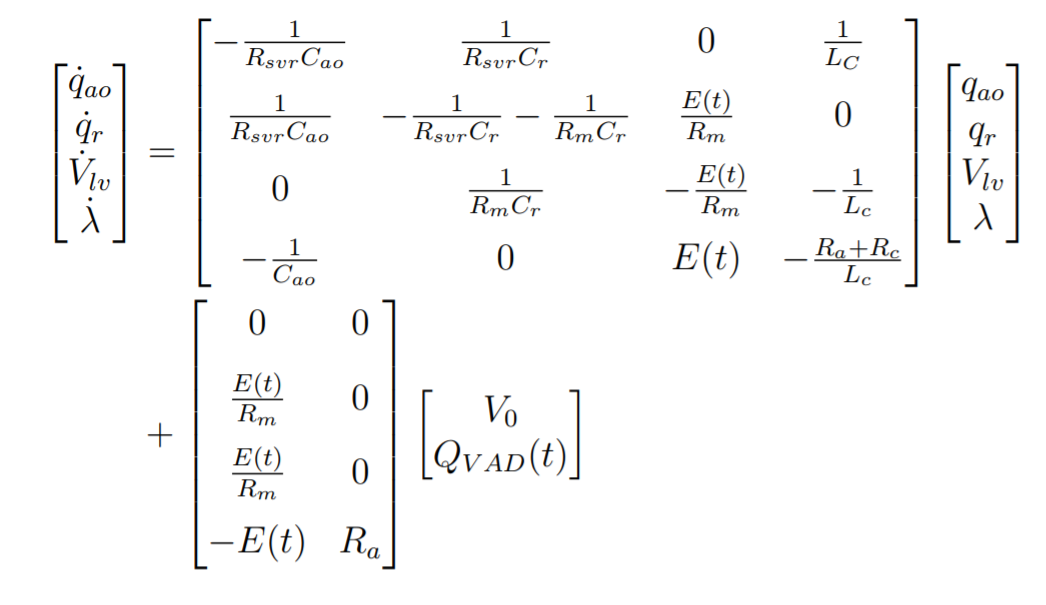 \begin{bmatrix} \dot{q}_{ao} \\ \dot{q}_r \\ \dot{V}_{lv} \\ \dot{\lambda} \end{bmatrix} = \begin{bmatrix} -\frac{1}{R_{svr}C_{ao}} & \frac{1}{R_{svr}C_r} & 0 & \frac{1}{L_C} \\ \frac{1}{R_{svr}C_{ao}} & -\frac{1}{R_{svr}C_r} - \frac{1}{R_mC_r} & \frac{E(t)}{R_m} & 0 \\ 0 & \frac{1}{R_mC_r} & -\frac{E(t)}{R_m} & -\frac{1}{L_c} \\ -\frac{1}{C_{ao}} & 0 & E(t) & -\frac{R_a+R_c}{L_c} \end{bmatrix} \begin{bmatrix} q_{ao} \\ q_r \\ V_{lv} \\ \lambda \end{bmatrix}
+ \begin{bmatrix} 0 & 0 \\ \frac{E(t)}{R_m} & 0 \\ \frac{E(t)}{R_m} & 0 \\ -E(t) & R_a \end{bmatrix} \begin{bmatrix} V_0 \\ Q_{VAD}(t) \end{bmatrix}